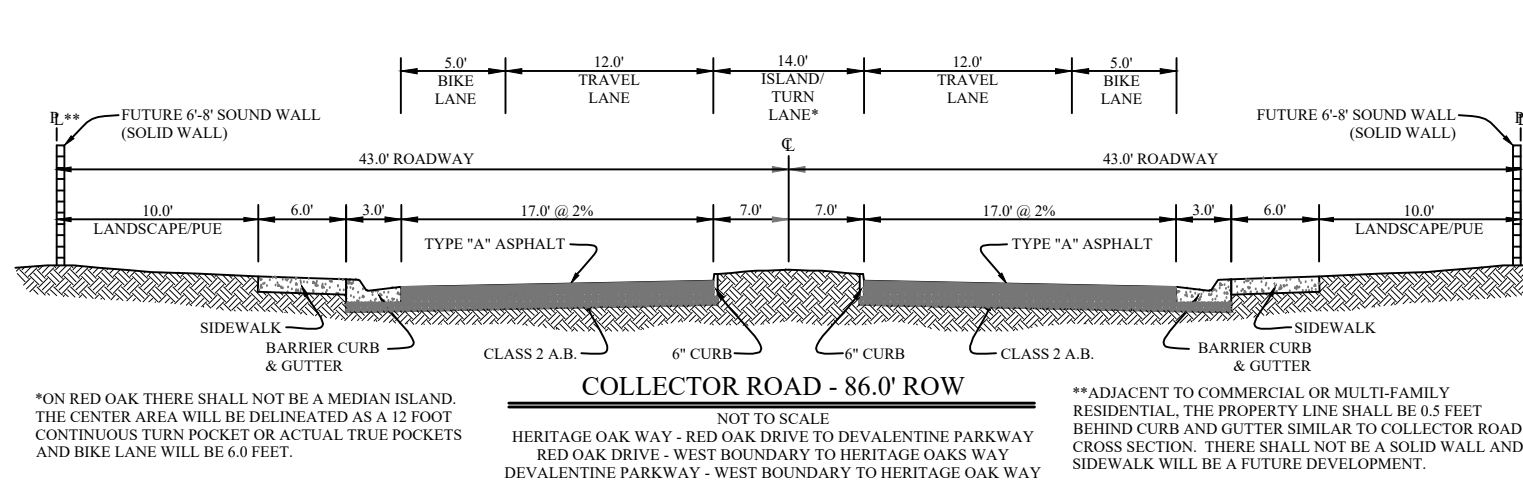 5.0'
BIKE
LANE
12.0'
TRAVEL
LANE
14.0'
ISLAND/
TURN
LANE*
12.0'
TRAVEL
LANE
5.0'
BIKE
LANE
PL**
FUTURE 6'-8' SOUND WALL
(SOLID WALL)
FUTURE 6'-8' SOUND WALL
(SOLID WALL)
CL
43.0' ROADWAY
43.0' ROADWAY
10.0'
LANDSCAPE/PUE
6.0'
3.0'
17.0' @ 2%
7.0'
7.0'
17.0' @ 2%
3.0'
6.0'
10.0'
LANDSCAPE/PUE
TYPE "A" ASPHALT
TYPE "A" ASPHALT
SIDEWALK
BARRIER CURB
& GUTTER
CLASS 2 A.B.
6" CURB
6" CURB
CLASS 2 A.B.
BARRIER CURB
& GUTTER
SIDEWALK
COLLECTOR ROAD - 86.0' ROW
NOT TO SCALE
HERITAGE OAK WAY - RED OAK DRIVE TO DEVALENTINE PARKWAY
RED OAK DRIVE - WEST BOUNDARY TO HERITAGE OAKS WAY
DEVALENTINE PARKWAY - WEST BOUNDARY TO HERITAGE OAK WAY
*ON RED OAK THERE SHALL NOT BE A MEDIAN ISLAND.
THE CENTER AREA WILL BE DELINEATED AS A 12 FOOT
CONTINUOUS TURN POCKET OR ACTUAL TRUE POCKETS
AND BIKE LANE WILL BE 6.0 FEET.
**ADJACENT TO COMMERCIAL OR MULTI-FAMILY
RESIDENTIAL, THE PROPERTY LINE SHALL BE 0.5 FEET
BEHIND CURB AND GUTTER SIMILAR TO COLLECTOR ROAD
CROSS SECTION. THERE SHALL NOT BE A SOLID WALL AND
SIDEWALK WILL BE A FUTURE DEVELOPMENT.